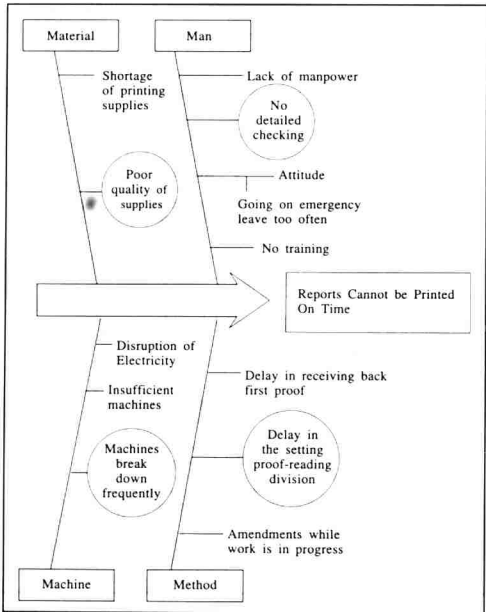 Material
Man
Shortage
of printing
supplies
Poor
quality of
supplies
Lack of manpower
No
detailed
checking
Attitude
Going on emergency
leave too often
No training
Reports Cannot be Printed
On Time
Disruption of
Electricity
Insufficient
machines
Machines
break
down
frequently
Delay in receiving back
first proof
Delay in
the setting
proof-reading
division
Amendments while
work is in progress
Machine
Method